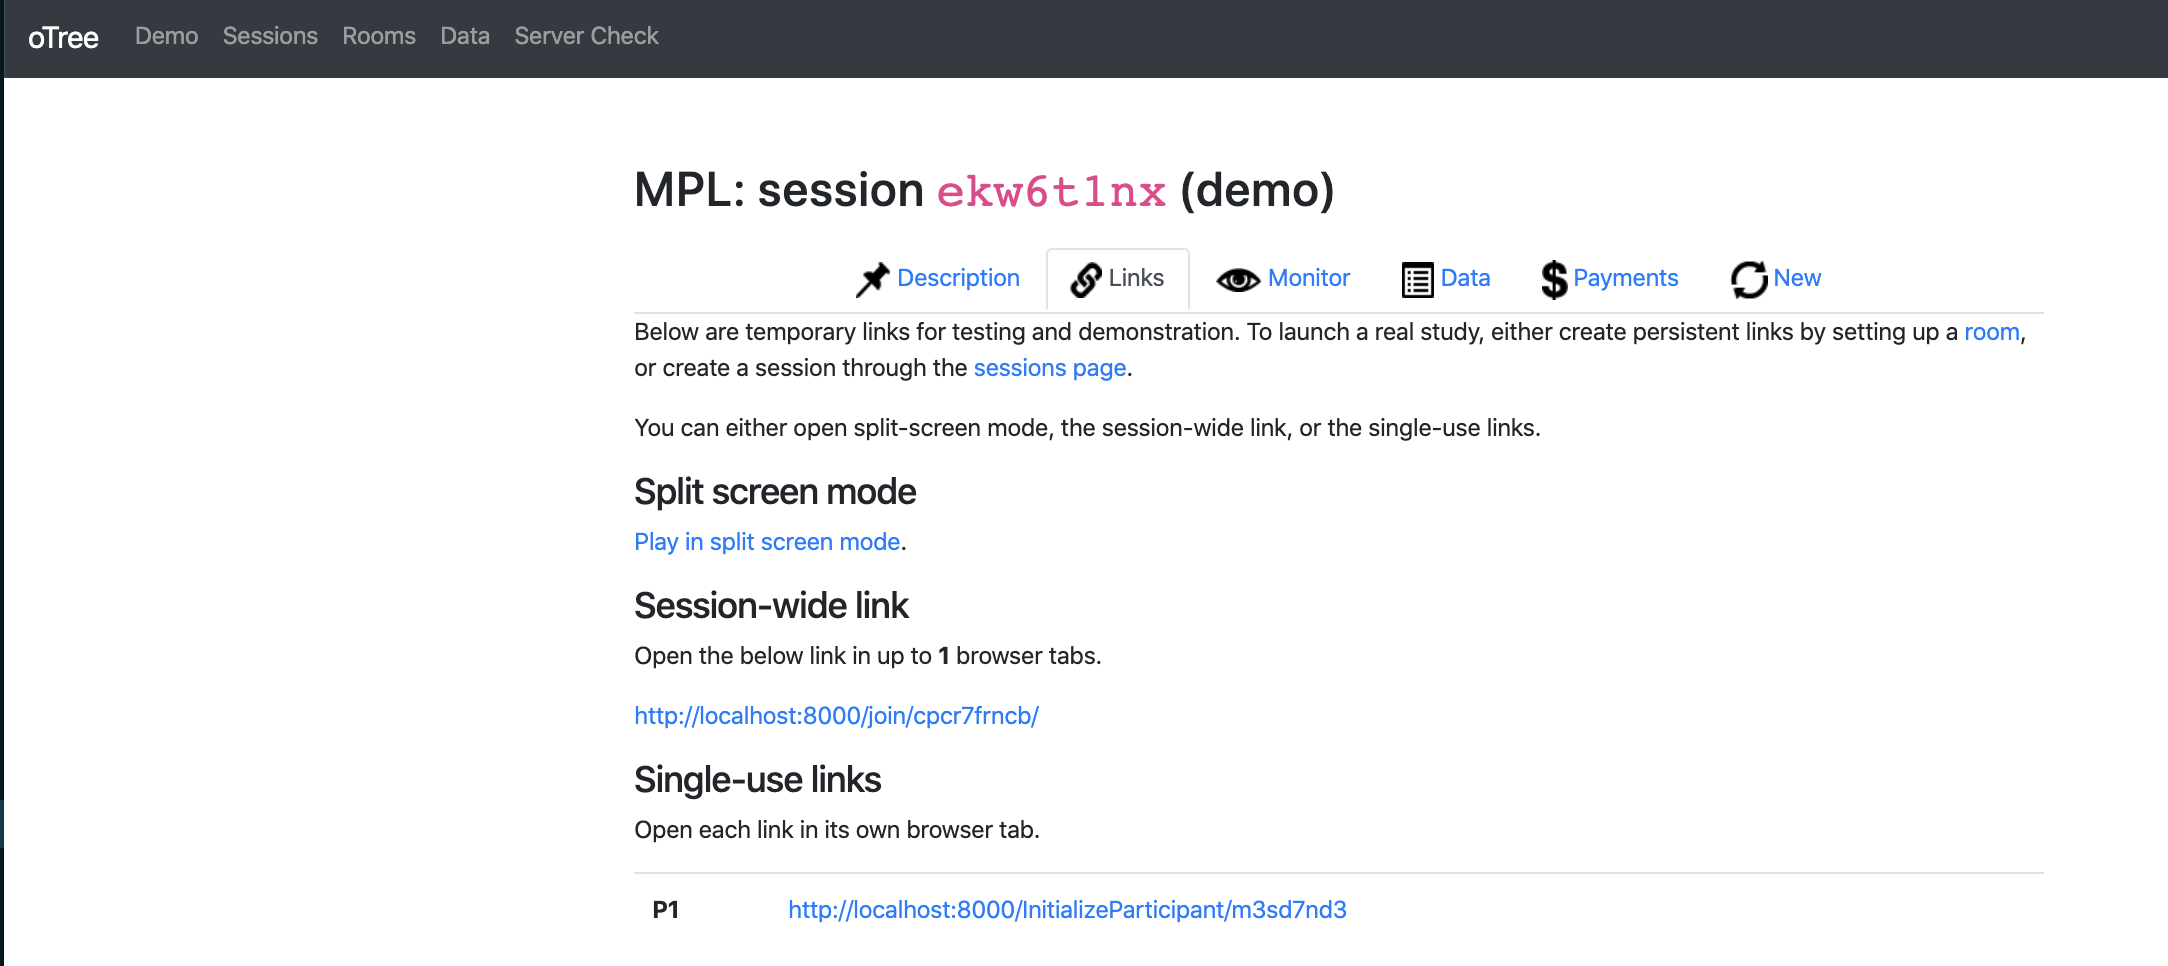 oTree Demo Sessions Rooms Data Server Check
MPL: session ekw6t1nx (demo)
Description Links Monitor Data Payments New
Below are temporary links for testing and demonstration. To launch a real study, either create persistent links by setting up a room,
or create a session through the sessions page.
You can either open split-screen mode, the session-wide link, or the single-use links.
Split screen mode
Play in split screen mode.
Session-wide link
Open the below link in up to 1 browser tabs.
http://localhost:8000/join/cpcr7frncb/
Single-use links
Open each link in its own browser tab.
P1 http://localhost:8000/InitializeParticipant/m3sd7nd3